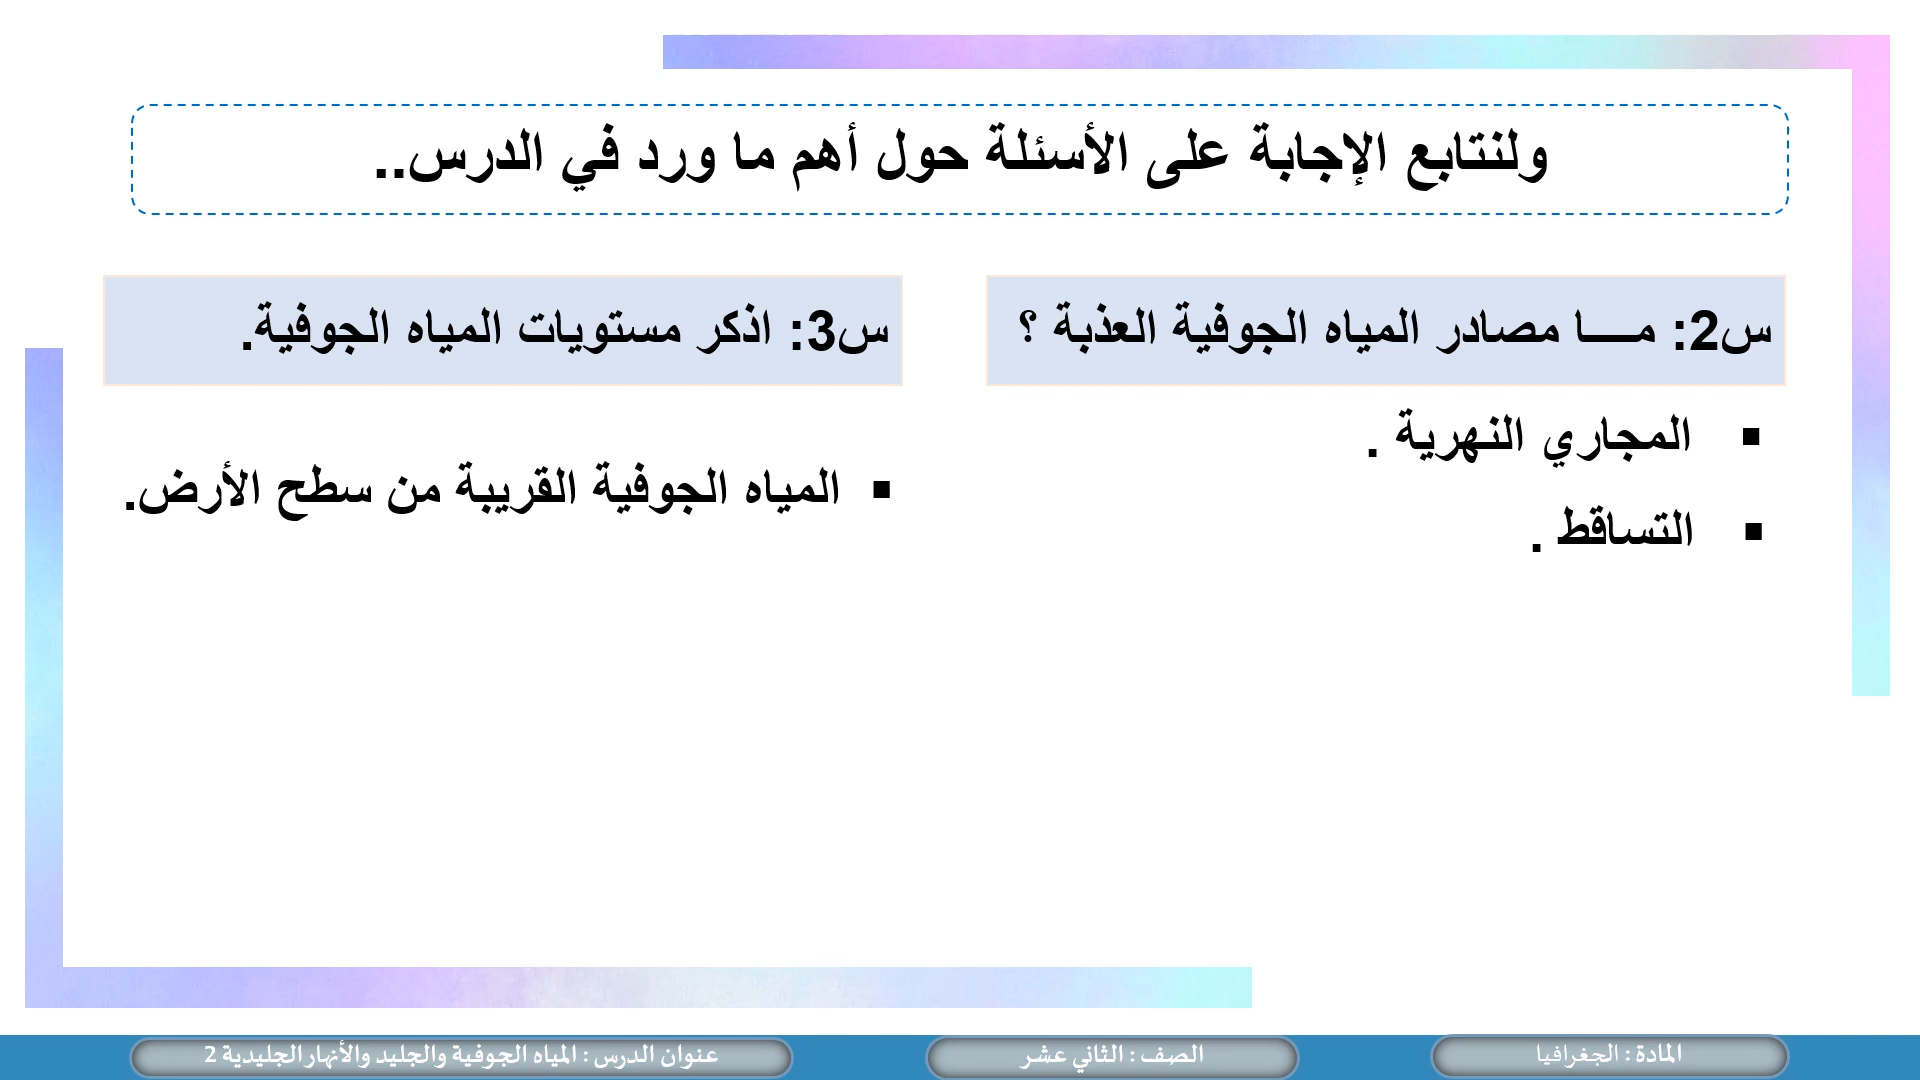 ولنتابع الإجابة على الأسئلة حول أهم ما ورد في الدرس..
س2: مـــا مصادر المياه الجوفية العذبة ؟
▪ المجاري النهرية .
▪ التساقط .
س3: اذكر مستويات المياه الجوفية.
▪ المياه الجوفية القريبة من سطح الأرض.
المادة : الجغرافيا
الصف : الثاني عشر
عنوان الدرس : المياه الجوفية والجليد والأنهار الجليدية 2